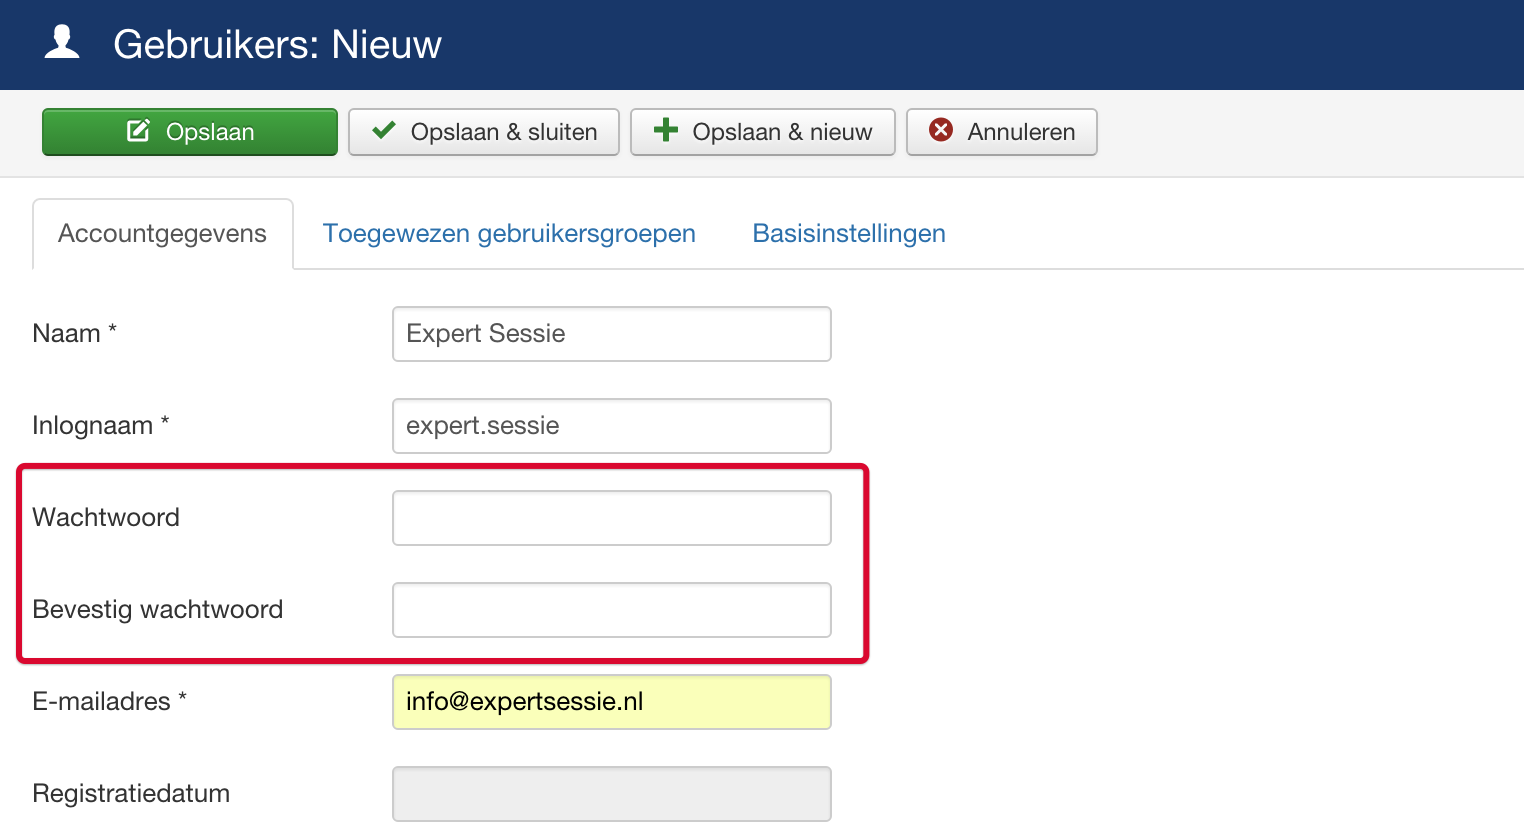 Gebruikers: Nieuw
Opslaan Opslaan & sluiten Opslaan & nieuw Annuleren
Accountgegevens Toegewezen gebruikersgroepen Basisinstellingen
Naam * Expert Sessie
Inlognaam * expert.sessie
Wachtwoord
Bevestig wachtwoord
E-mailadres * info@expertsessie.nl
Registratiedatum